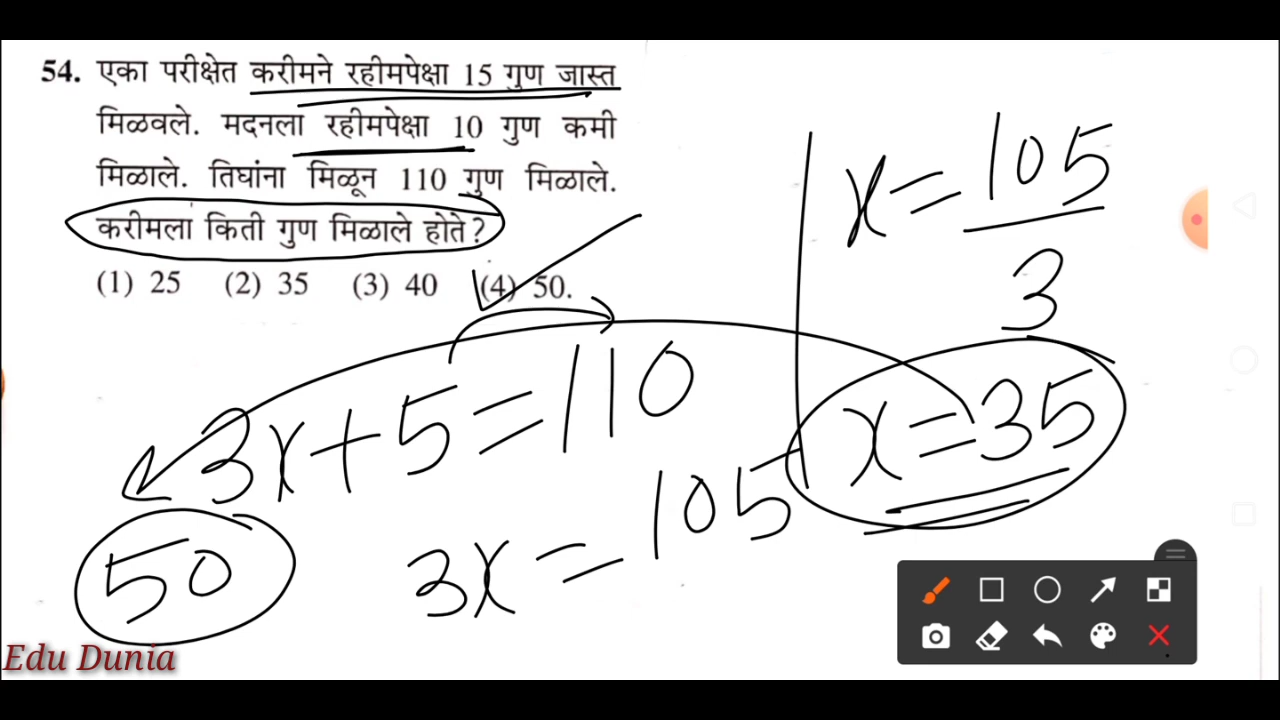 54. एका परीक्षेत करीमने रहीमपेक्षा 15 गुण जास्त
मिळवले. मदनला रहीमपेक्षा 10 गुण कमी
मिळाले. तिघांना मिळून 110 गुण मिळाले.
करीमला किती गुण मिळाले होते?
(1) 25 (2) 35 (3) 40 (4) 50.
3x+5=110
3x=105
x=105
3
x=35
50
Edu Dunia